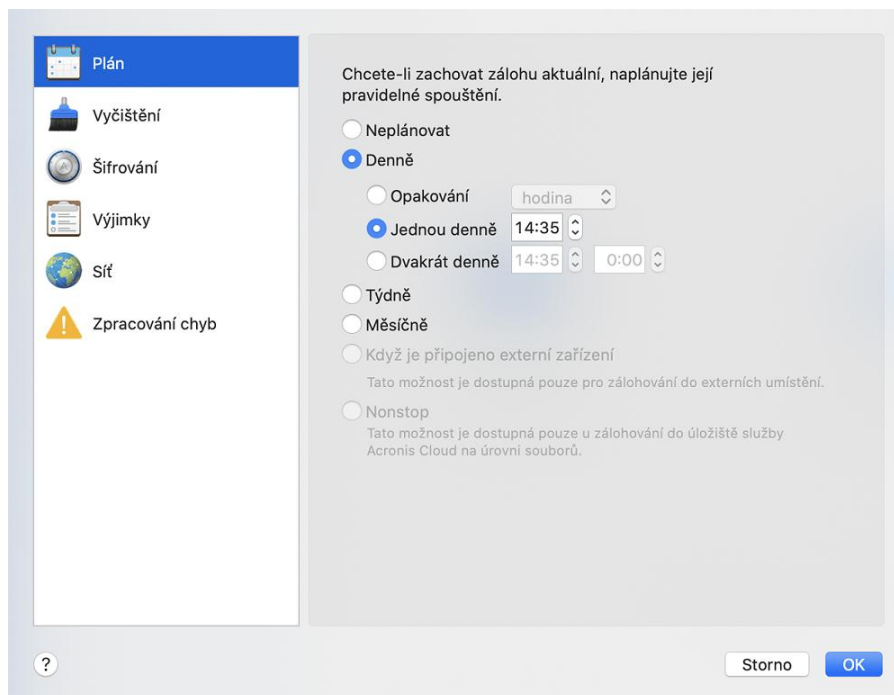 Plán
Vyčištění
Šifrování
Výjimky
Síť
Zpracování chyb
Chcete-li zachovat zálohu aktuální, naplánujte její
pravidelné spouštění.
Neplánovat
Denně
Opakování hodina
Jednou denně 14:35
Dvakrát denně 14:35 0:00
Týdně
Měsíčně
Když je připojeno externí zařízení
Tato možnost je dostupná pouze pro zálohování do externích umístění.
Nonstop
Tato možnost je dostupná pouze u zálohování do úložiště služby
Acronis Cloud na úrovni souborů.
? Storno OK